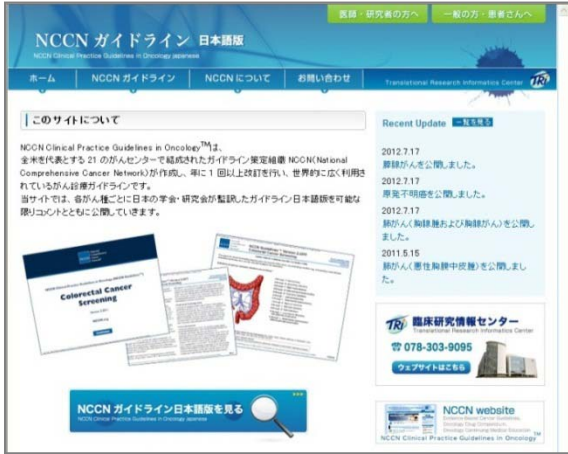 医師・研究者の方へ
一般の方・患者さんへ
NCCN ガイドライン 日本語版
NCCN Clinical Practice Guidelines in Oncology japanese
ホーム
NCCN ガイドライン
NCCN について
お問い合わせ
Translational Research Informatics Center TRi
このサイトについて
NCCN Clinical Practice Guidelines in Oncology™は、
全米を代表とする 21 のがんセンターで結成されたガイドライン策定組織 NCCN(National
Comprehensive Cancer Network)が作成し、年に 1 回以上改訂を行い、世界的に広く利用さ
れているがん診療ガイドラインです。
当サイトでは、各がん種ごとに日本の学会・研究会が監訳したガイドライン日本語版を可能な
限りコメントとともに公開していきます。
Colorectal Cancer
Screening
NCCN ガイドライン日本語版を見る
NCCN Clinical Practice Guidelines in Oncology Japanese
Recent Update 一覧を見る
2012.7.17
膵腺がんを公開しました。
2012.7.17
原発不明癌を公開しました。
2012.7.17
肺がん(胸腺腫および胸腺がん)を公開し
ました。
2011.5.15
肺がん(悪性胸膜中皮腫)を公開しまし
た。
TRi 臨床研究情報センター
Translational Research Informatics Center
☎ 078-303-9095
ウェブサイトはこちら
NCCN website
Evidence-Based Cancer Guidelines,
Oncology Drug Compendium,
Oncology Continuing Medical Education
NCCN Clinical Practice Guidelines in Oncology™